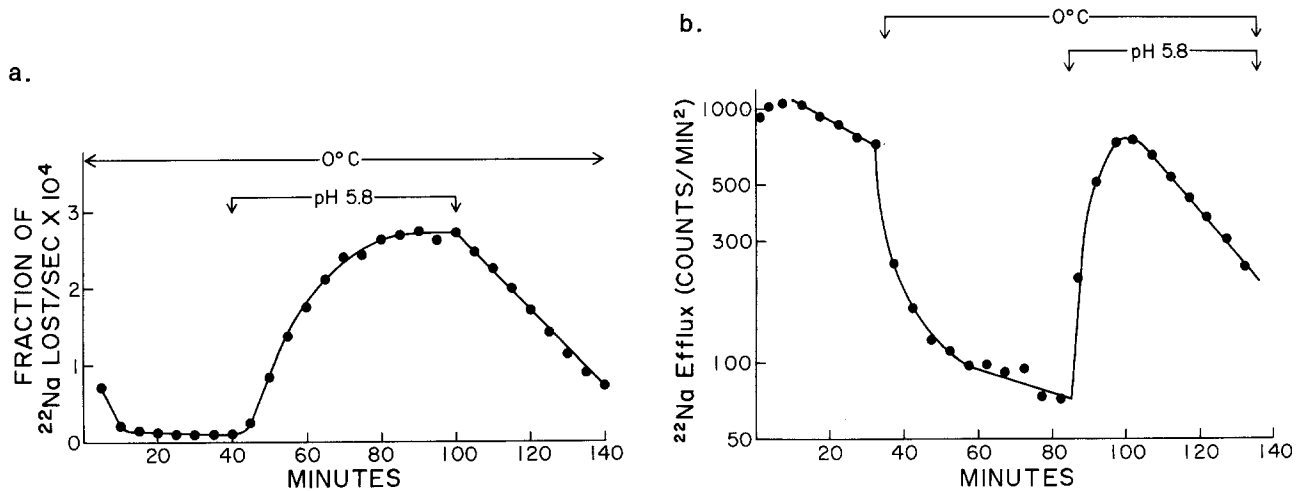 a.
0°C
pH 5.8
FRACTION OF
²²Na LOST/SEC X 10⁴
3
2
1
0
20 40 60 80 100 120 140
MINUTES
b.
0°C
pH 5.8
²²Na Efflux (COUNTS/MIN²)
1000
500
300
100
50
20 40 60 80 100 120 140
MINUTES